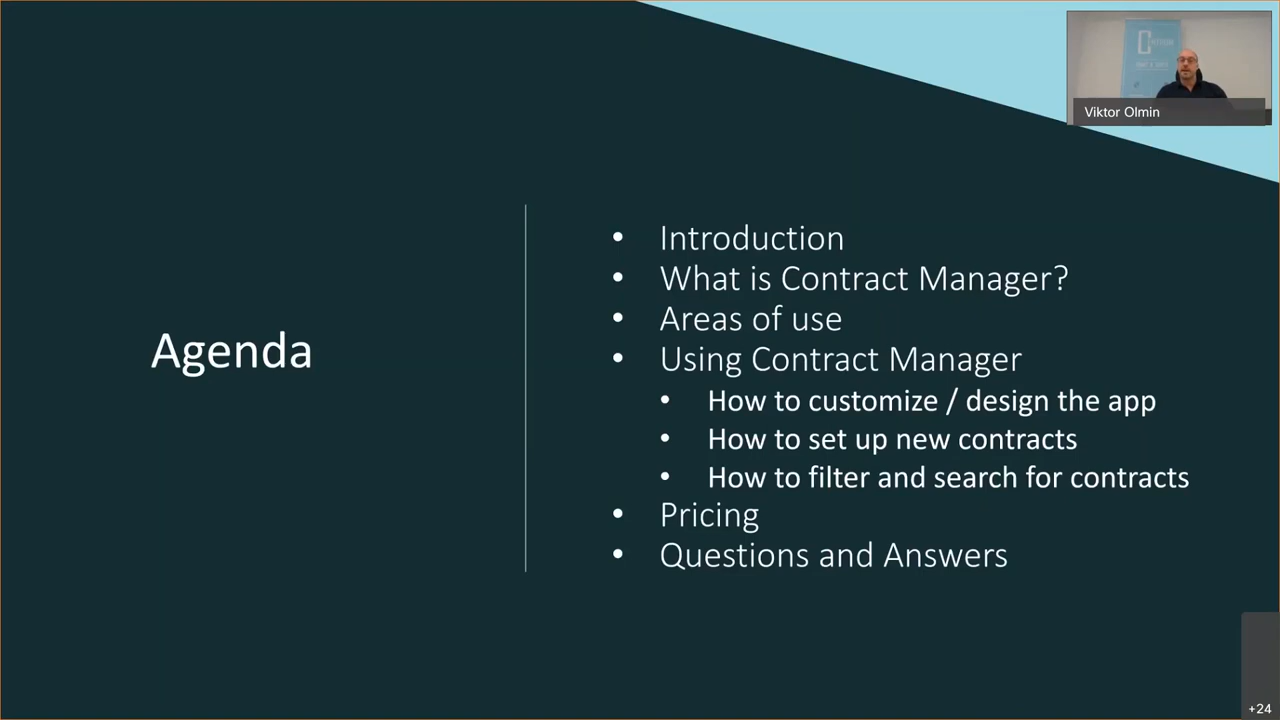 Viktor Olmin
Agenda
• Introduction
• What is Contract Manager?
• Areas of use
• Using Contract Manager
• How to customize / design the app
• How to set up new contracts
• How to filter and search for contracts
• Pricing
• Questions and Answers
+24